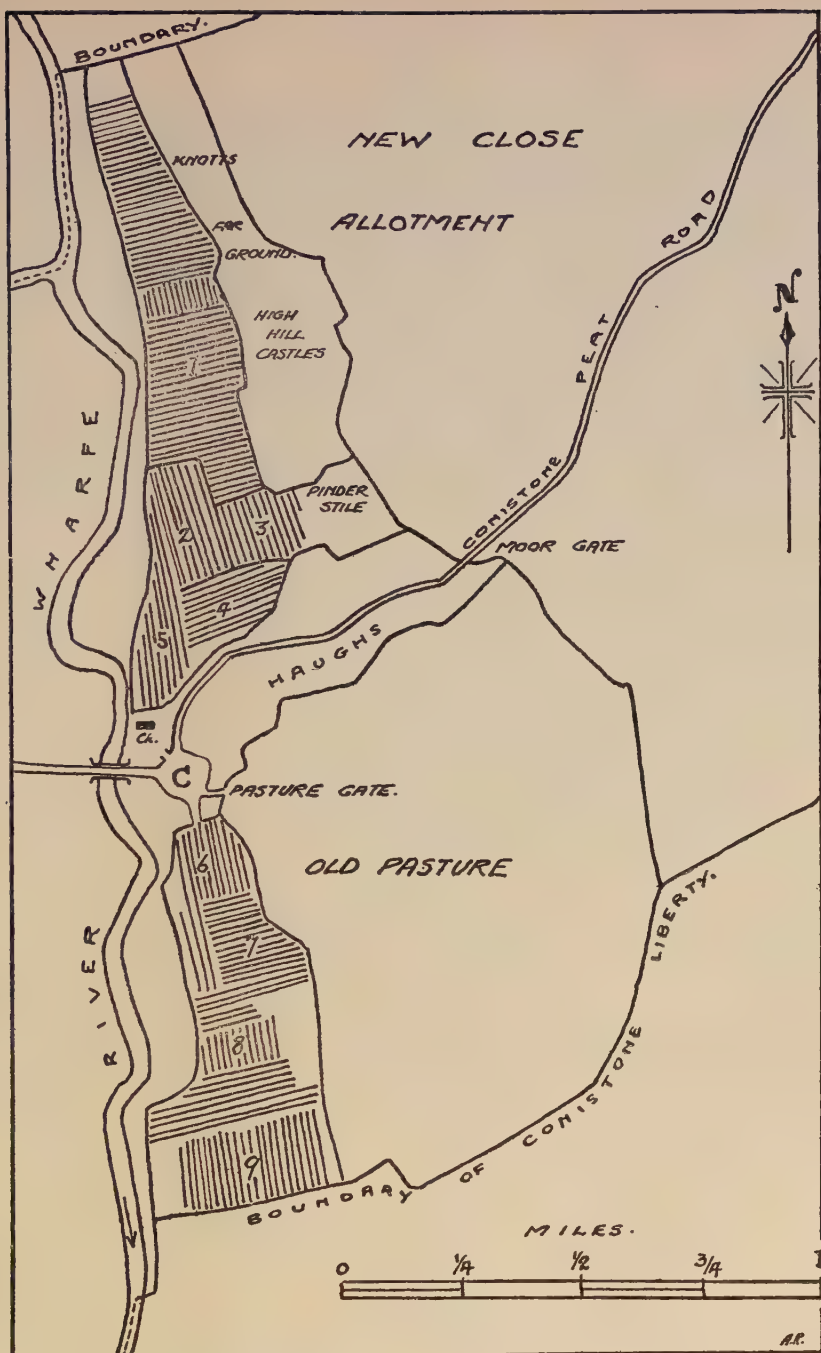 BOUNDARY.
NEW CLOSE
ALLOTMENT
KNOTTS
FAR
GROUND.
HIGH
HILL
CASTLES
PEAT ROAD
N
1
WHARFE
PINDER
STILE
2
3
CONISTONE
MOOR GATE
4
5
HAUGHS
Ch.
C
PASTURE GATE.
6
OLD PASTURE
7
LIBERTY.
RIVER
8
9
BOUNDARY OF CONISTONE
MILES.
0 1/4 1/2 3/4 1
A.R.